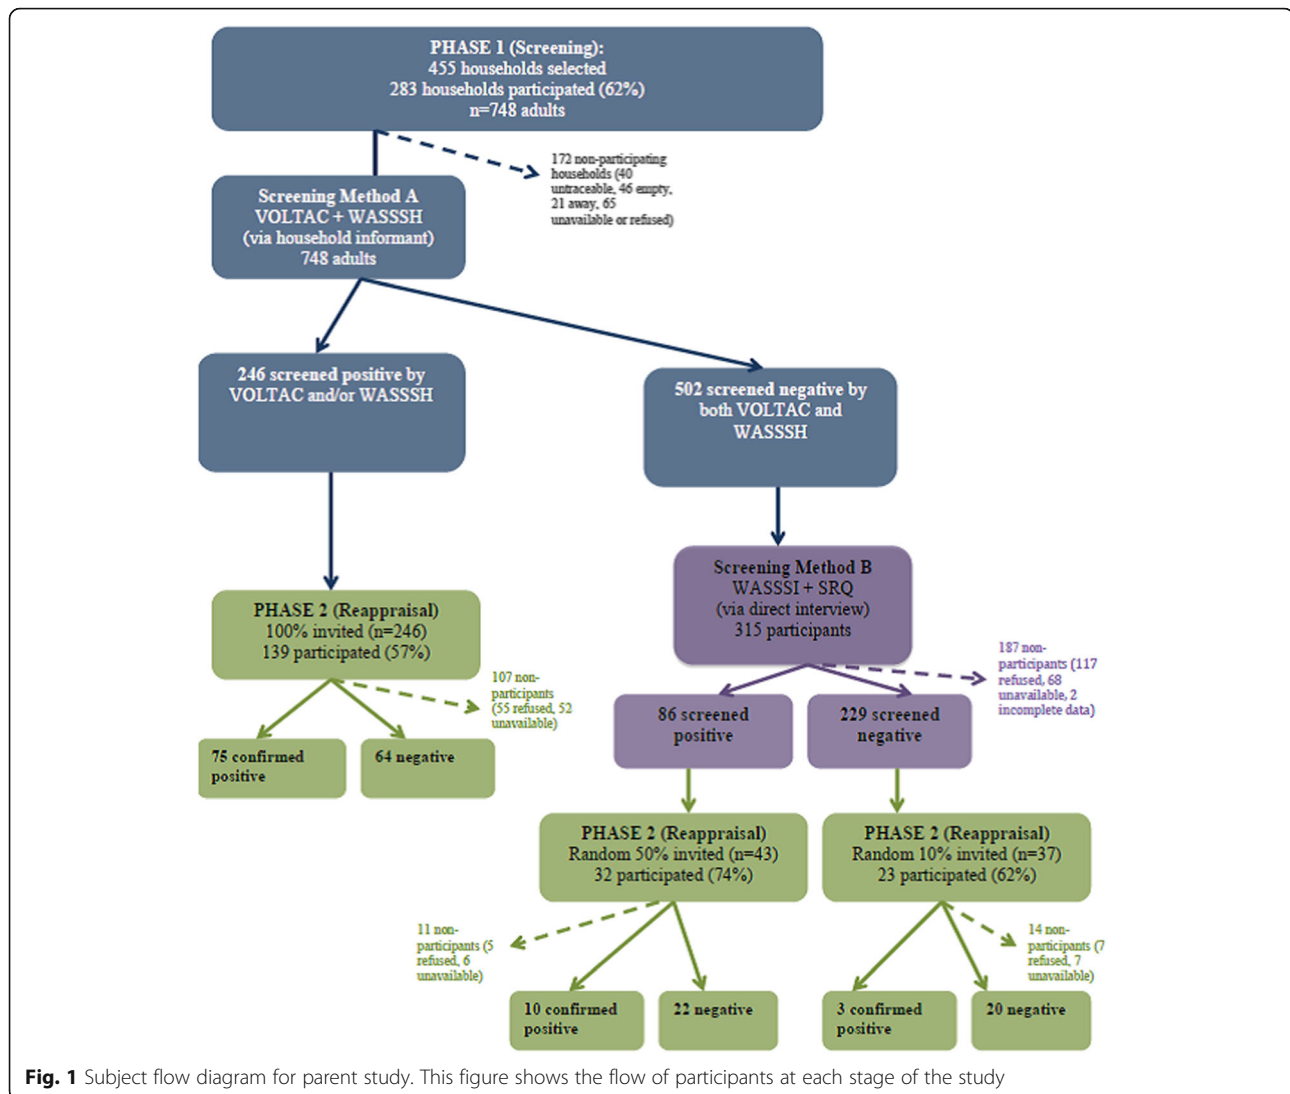 PHASE 1 (Screening):
455 households selected
283 households participated (62%)
n=748 adults
172 non-participating
households (40
untraceable, 46 empty,
21 away, 65
unavailable or refused)
Screening Method A
VOLTAC + WASSSH
(via household informant)
748 adults
246 screened positive by
VOLTAC and/or WASSSH
502 screened negative by
both VOLTAC and
WASSSH
Screening Method B
WASSSI + SRQ
(via direct interview)
315 participants
PHASE 2 (Reappraisal)
100% invited (n=246)
139 participated (57%)
187 non-
participants (117
refused, 68
unavailable, 2
incomplete data)
107 non-
participants
(55 refused, 52
unavailable)
86 screened
positive
229 screened
negative
75 confirmed
positive
64 negative
PHASE 2 (Reappraisal)
Random 50% invited (n=43)
32 participated (74%)
PHASE 2 (Reappraisal)
Random 10% invited (n=37)
23 participated (62%)
11 non-
participants (5
refused, 6
unavailable)
14 non-
participants (7
refused, 7
unavailable)
10 confirmed
positive
22 negative
3 confirmed
positive
20 negative
Fig. 1 Subject flow diagram for parent study. This figure shows the flow of participants at each stage of the study